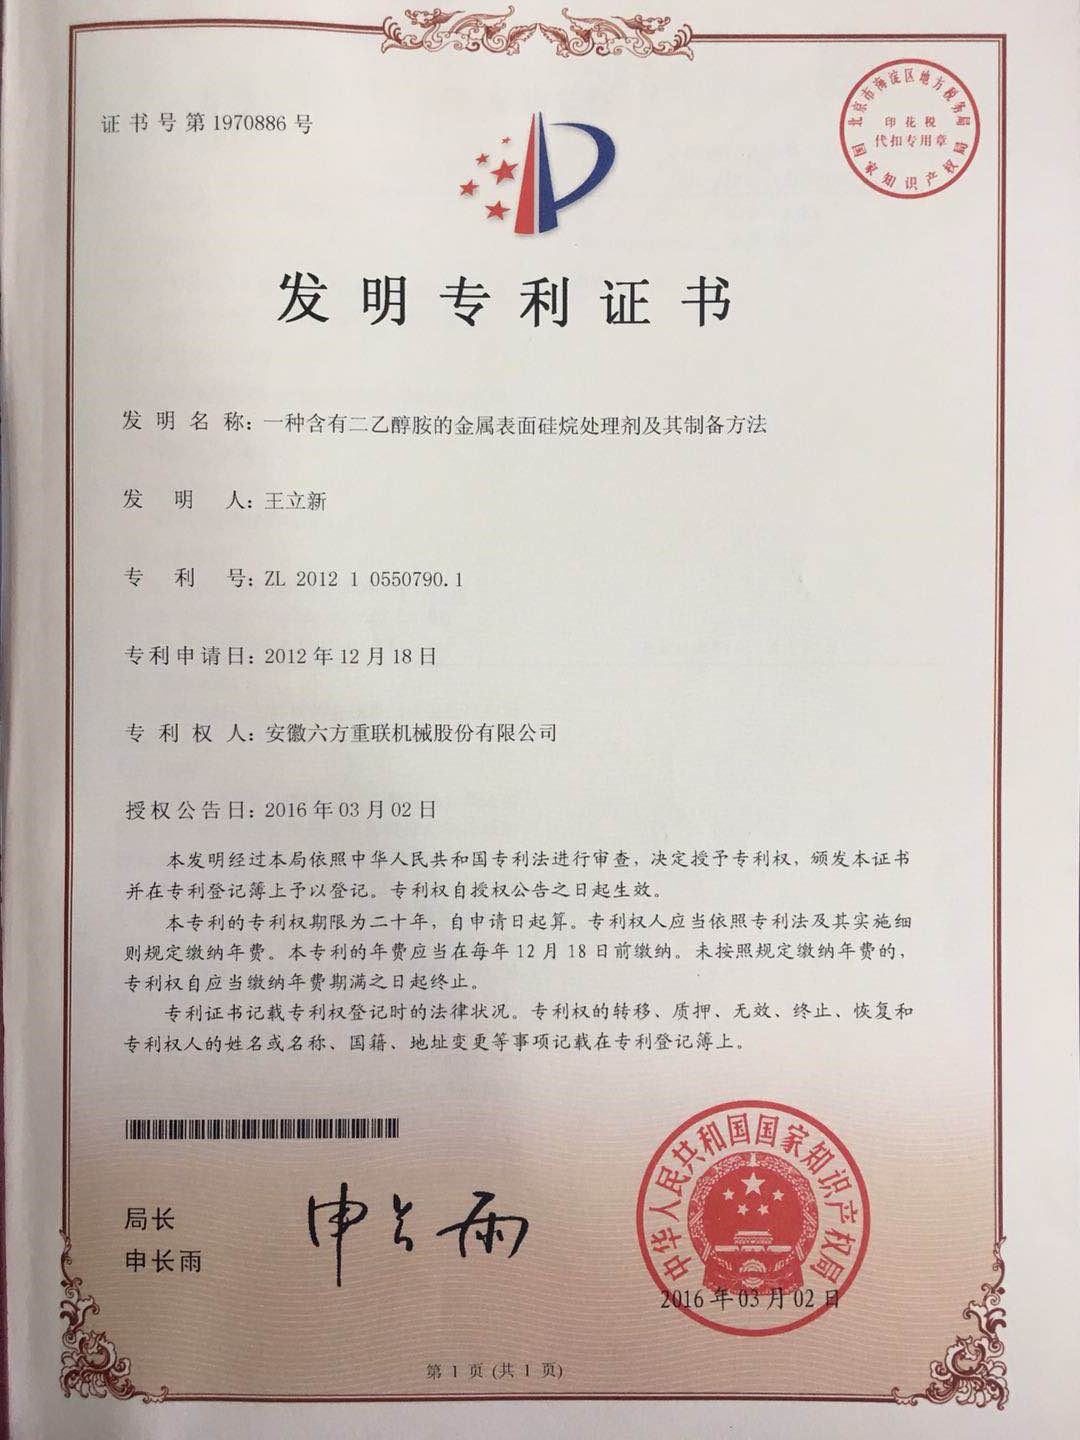 证书号第1970886号
北京市海淀区地方税务局
印花税
代扣专用章
国家知识产权局
发明专利证书
发明名称：一种含有二乙醇胺的金属表面硅烷处理剂及其制备方法
发明人：王立新
专利号：ZL 2012 1 0550790.1
专利申请日：2012年12月18日
专利权人：安徽六方重联机械股份有限公司
授权公告日：2016年03月02日
本发明经过本局依照中华人民共和国专利法进行审查，决定授予专利权，颁发本证书
并在专利登记簿上予以登记。专利权自授权公告之日起生效。
本专利的专利权期限为二十年，自申请日起算。专利权人应当依照专利法及其实施细
则规定缴纳年费。本专利的年费应当在每年12月18日前缴纳。未按照规定缴纳年费的，
专利权自应当缴纳年费期满之日起终止。
专利证书记载专利权登记时的法律状况。专利权的转移、质押、无效、终止、恢复和
专利权人的姓名或名称、国籍、地址变更等事项记载在专利登记簿上。
局长
申长雨
申长雨
中华人民共和国国家知识产权局
2016年03月02日
第1页(共1页)